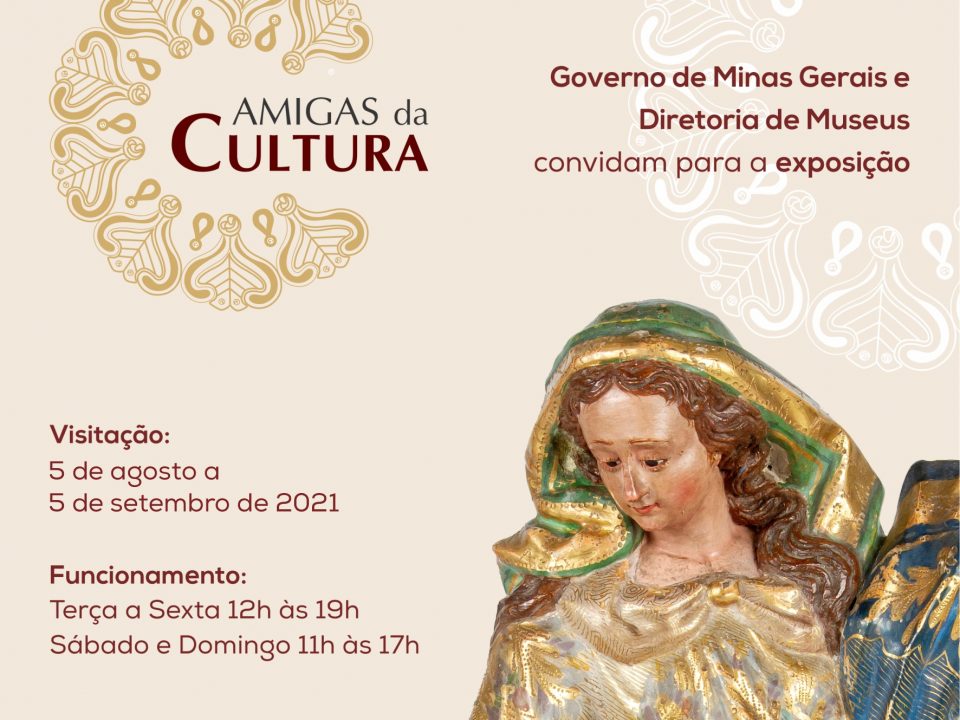 AMIGAS da
CULTURA
Governo de Minas Gerais e
Diretoria de Museus
convidam para a exposição
Visitação:
5 de agosto a
5 de setembro de 2021
Funcionamento:
Terça a Sexta 12h às 19h
Sábado e Domingo 11h às 17h